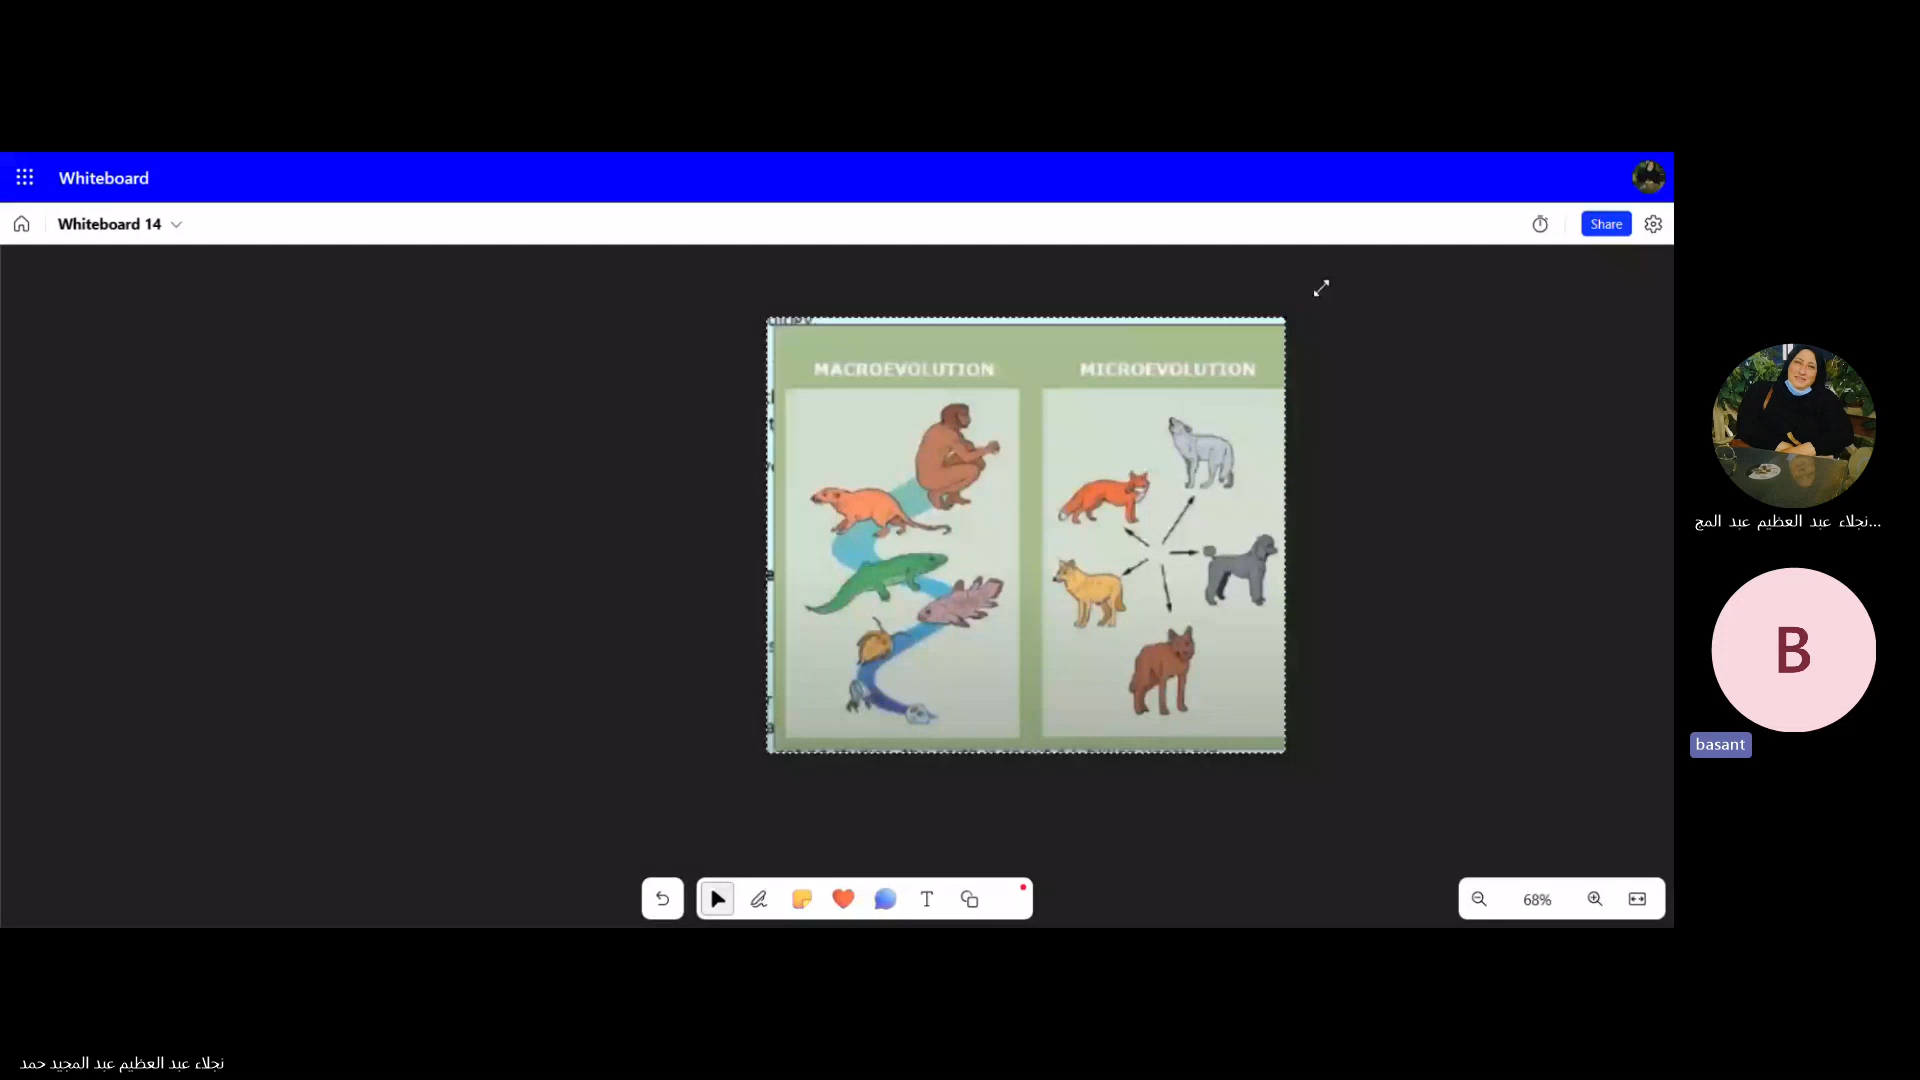 Whiteboard
Whiteboard 14
Share
MACROEVOLUTION
MICROEVOLUTION
68%
نجلاء عبد العظيم عبد المج...
B
basant
نجلاء عبد العظيم عبد المجيد حمد